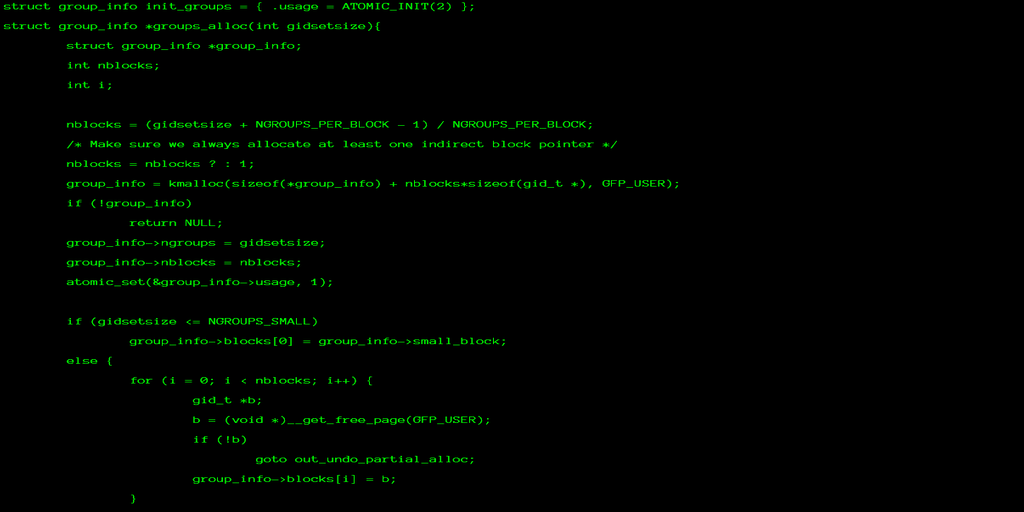 struct group_info init_groups = { .usage = ATOMIC_INIT(2) };
struct group_info *groups_alloc(int gidsetsize){
struct group_info *group_info;
int nblocks;
int i;
nblocks = (gidsetsize + NGROUPS_PER_BLOCK - 1) / NGROUPS_PER_BLOCK;
/* Make sure we always allocate at least one indirect block pointer */
nblocks = nblocks ? : 1;
group_info = kmalloc(sizeof(*group_info) + nblocks*sizeof(gid_t *), GFP_USER);
if (!group_info)
return NULL;
group_info->ngroups = gidsetsize;
group_info->nblocks = nblocks;
atomic_set(&group_info->usage, 1);
if (gidsetsize <= NGROUPS_SMALL)
group_info->blocks[0] = group_info->small_block;
else {
for (i = 0; i < nblocks; i++) {
gid_t *b;
b = (void *)__get_free_page(GFP_USER);
if (!b)
goto out_undo_partial_alloc;
group_info->blocks[i] = b;
}